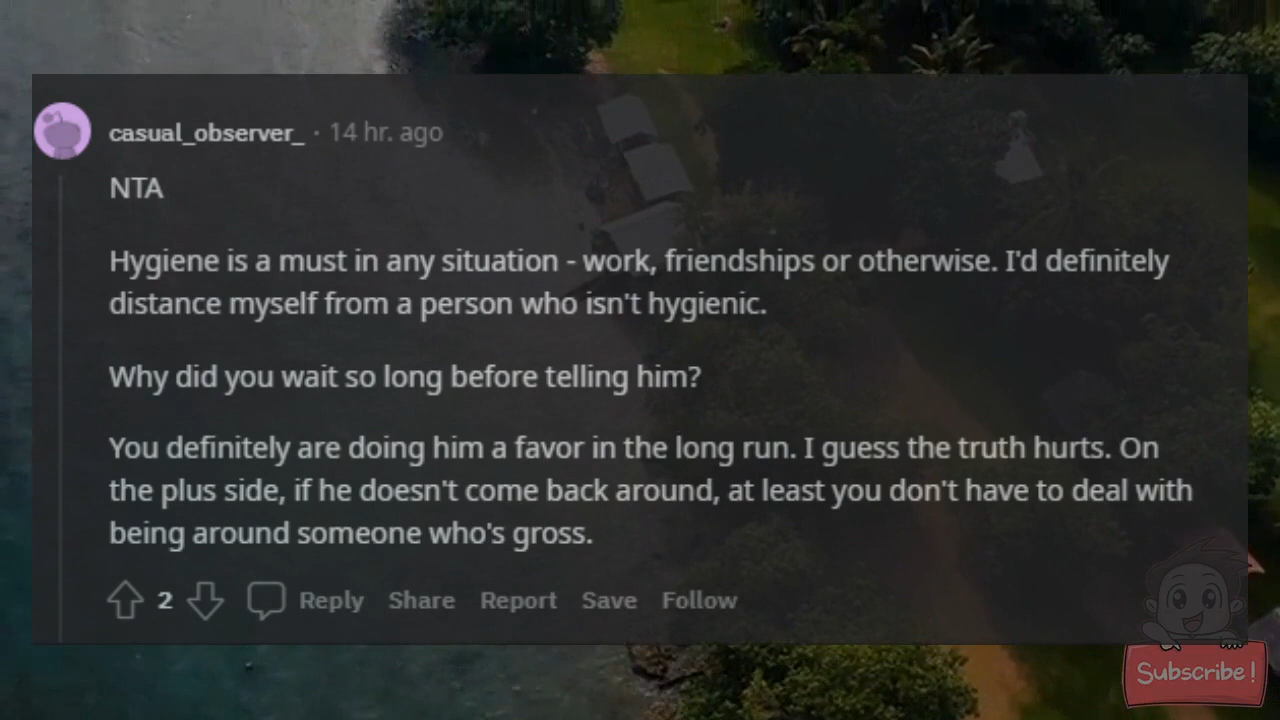 casual_observer_ · 14 hr. ago
NTA
Hygiene is a must in any situation - work, friendships or otherwise. I'd definitely
distance myself from a person who isn't hygienic.
Why did you wait so long before telling him?
You definitely are doing him a favor in the long run. I guess the truth hurts. On
the plus side, if he doesn't come back around, at least you don't have to deal with
being around someone who's gross.
2 Reply Share Report Save Follow
Subscribe!